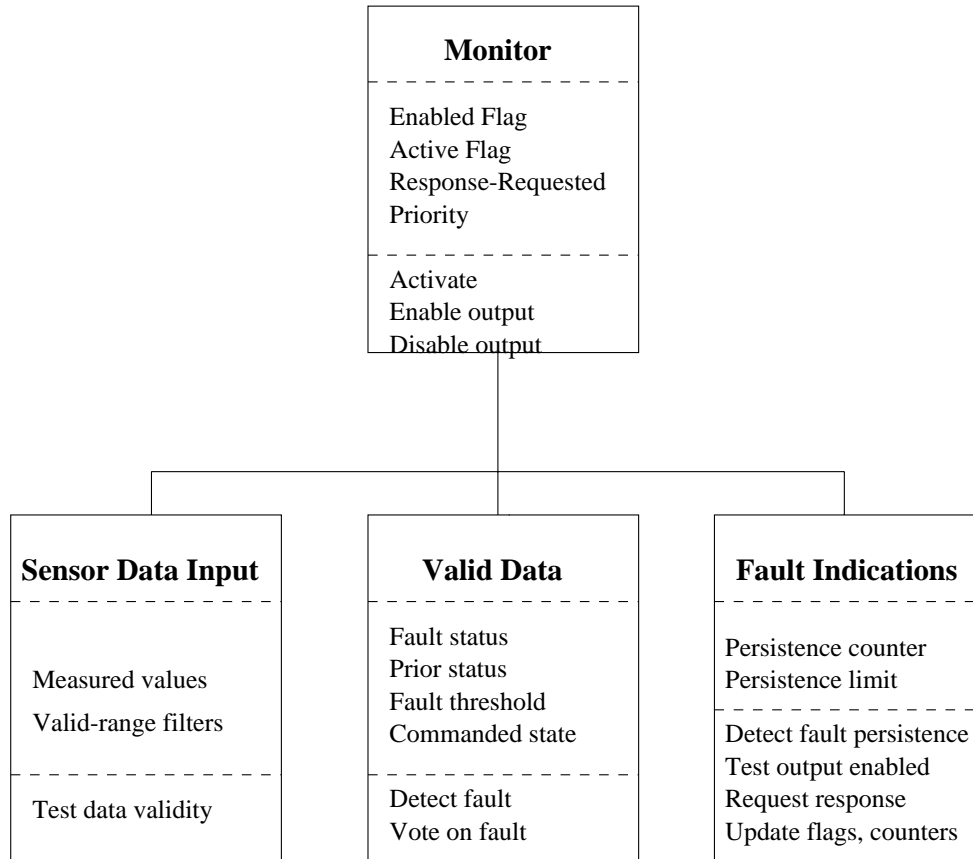 Monitor
Enabled Flag
Active Flag
Response-Requested
Priority
Activate
Enable output
Disable output
Sensor Data Input
Measured values
Valid-range filters
Test data validity
Valid Data
Fault status
Prior status
Fault threshold
Commanded state
Detect fault
Vote on fault
Fault Indications
Persistence counter
Persistence limit
Detect fault persistence
Test output enabled
Request response
Update flags, counters